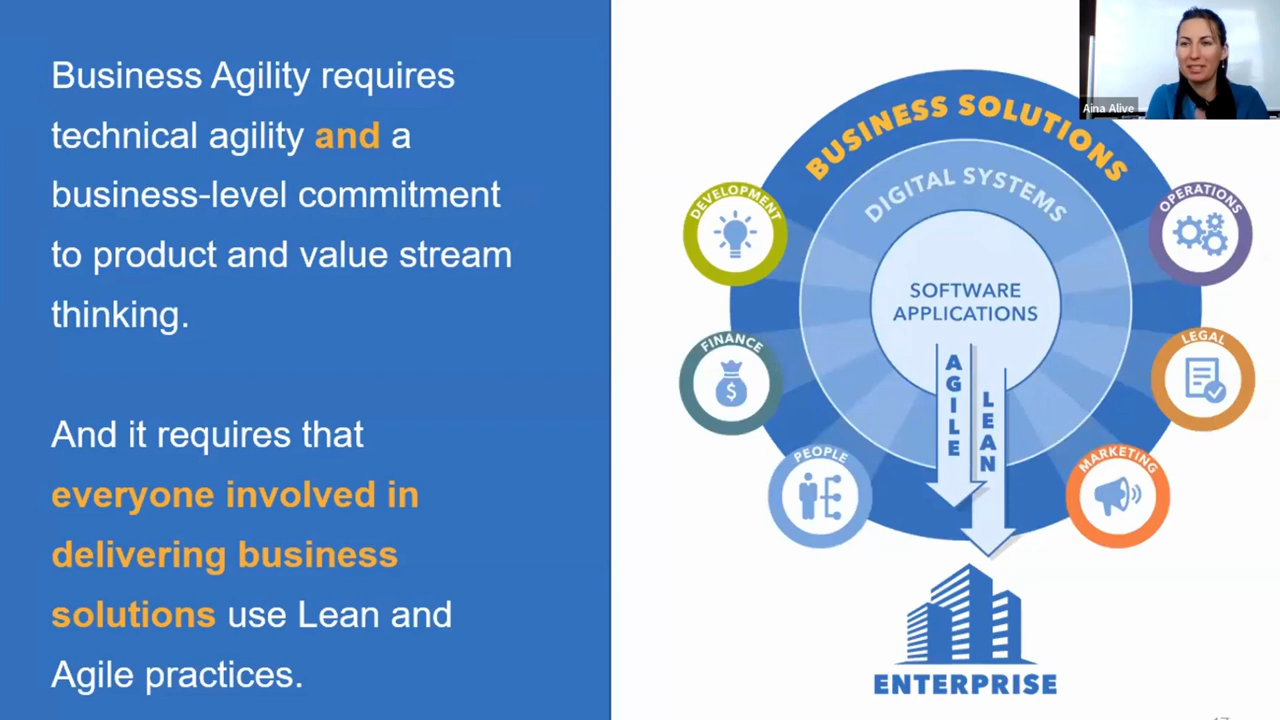 Business Agility requires
technical agility and a
business-level commitment
to product and value stream
thinking.
And it requires that
everyone involved in
delivering business
solutions use Lean and
Agile practices.
Aina Alive
BUSINESS SOLUTIONS
DIGITAL SYSTEMS
SOFTWARE
APPLICATIONS
DEVELOPMENT
OPERATIONS
FINANCE
LEGAL
PEOPLE
MARKETING
AGILE
LEAN
ENTERPRISE